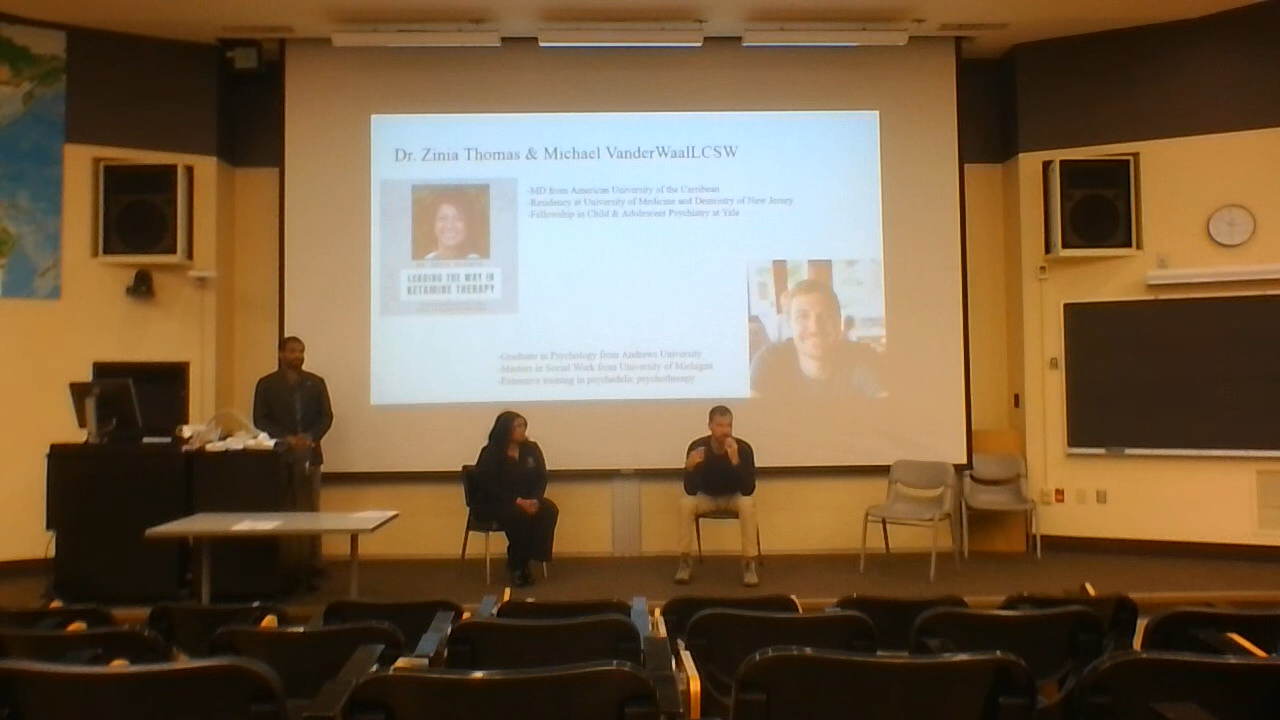 Dr. Zinia Thomas & Michael VanderWaalLCSW
-MD from American University of the Carribean
-Residency at University of Medicine and Dentistry of New Jersey
-Fellowship in Child & Adolescent Psychiatry at Yale
LEADING THE WAY IN
KETAMINE THERAPY
-Graduate in Psychology from Andrews University
-Masters in Social Work from University of Michigan
-Extensive training in psychedelic psychotherapy